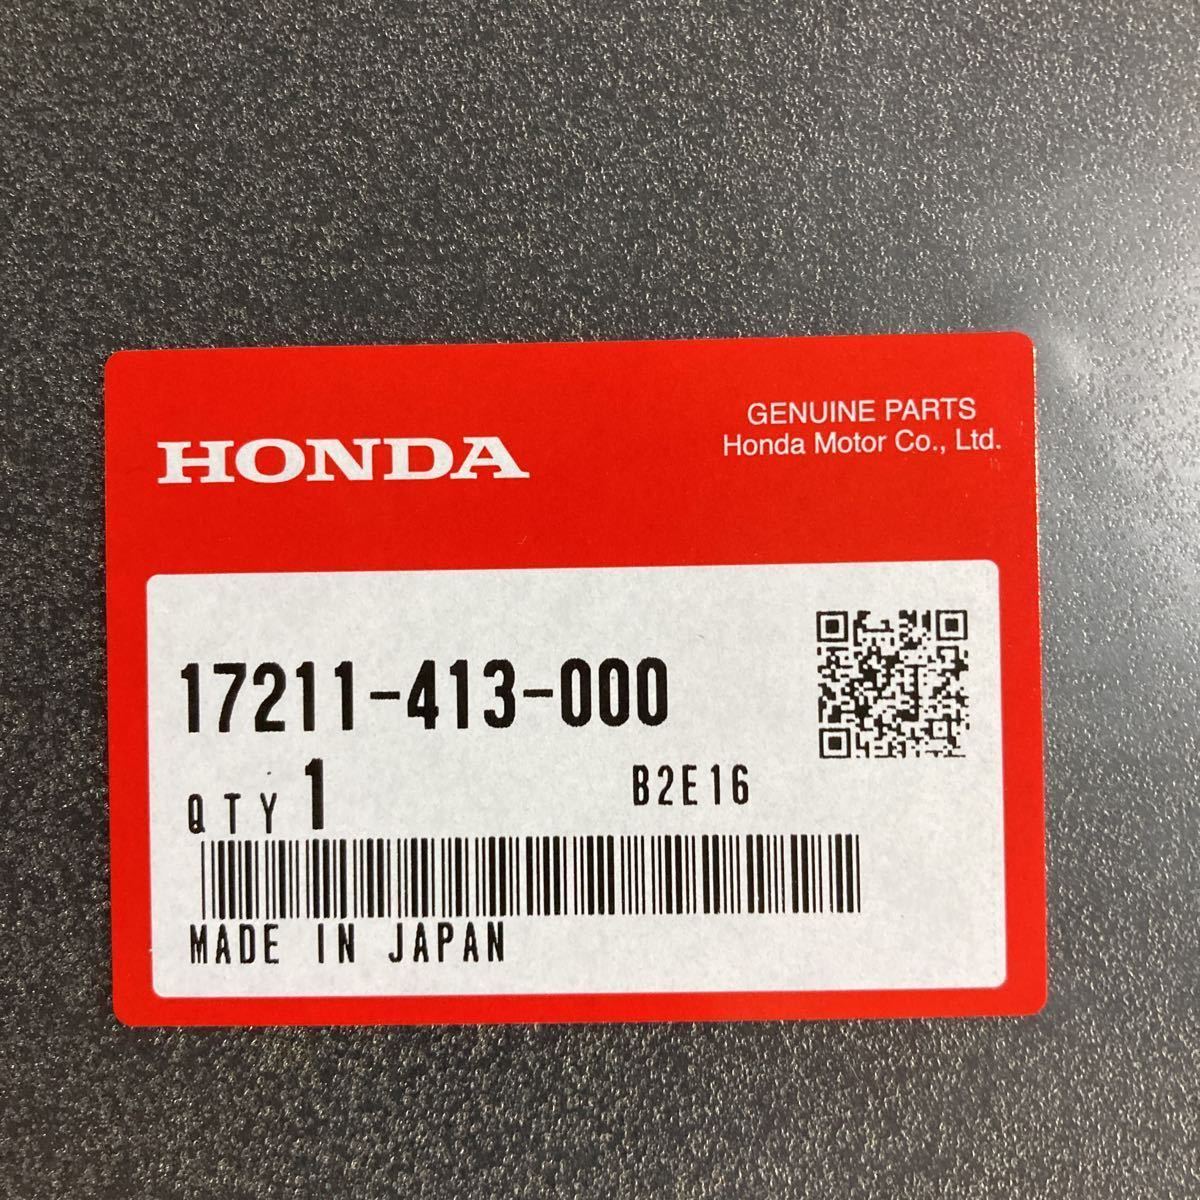 HONDA
GENUINE PARTS
Honda Motor Co., Ltd.
17211-413-000
QTY 1
B2E16
MADE IN JAPAN